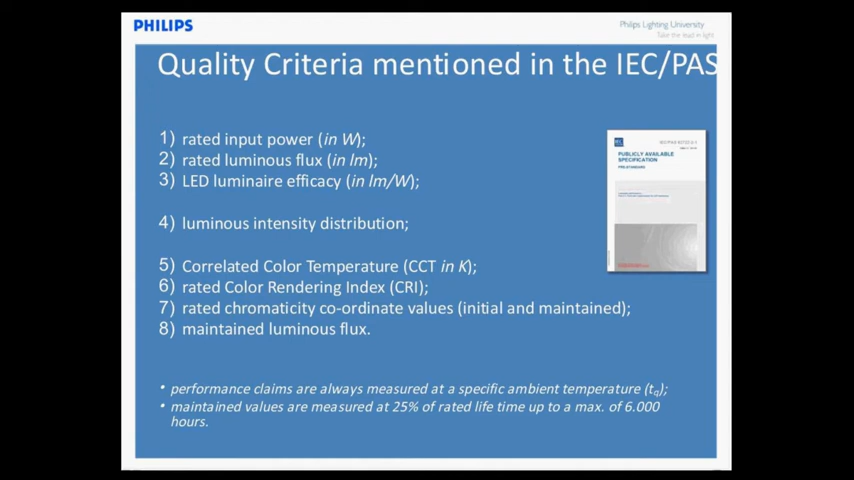 PHILIPS
Philips Lighting University
Take the lead in light
Quality Criteria mentioned in the IEC/PAS
1) rated input power (in W);
2) rated luminous flux (in lm);
3) LED luminaire efficacy (in lm/W);
4) luminous intensity distribution;
5) Correlated Color Temperature (CCT in K);
6) rated Color Rendering Index (CRI);
7) rated chromaticity co-ordinate values (initial and maintained);
8) maintained luminous flux.
PUBLICLY AVAILABLE
SPECIFICATION
PRE-STANDARD
• performance claims are always measured at a specific ambient temperature (tq);
• maintained values are measured at 25% of rated life time up to a max. of 6.000
hours.